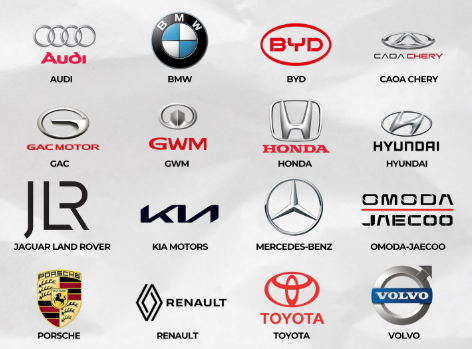 Audi
BMW
BYD
CAOA CHERY
AUDI
BMW
BYD
CAOA CHERY
GAC MOTOR
GWM
HONDA
HYUNDAI
GAC
GWM
HONDA
HYUNDAI
JLR
KIA
OMODA
JAECOO
JAGUAR LAND ROVER
KIA MOTORS
MERCEDES-BENZ
OMODA-JAECOO
PORSCHE
RENAULT
TOYOTA
VOLVO
PORSCHE
RENAULT
TOYOTA
VOLVO